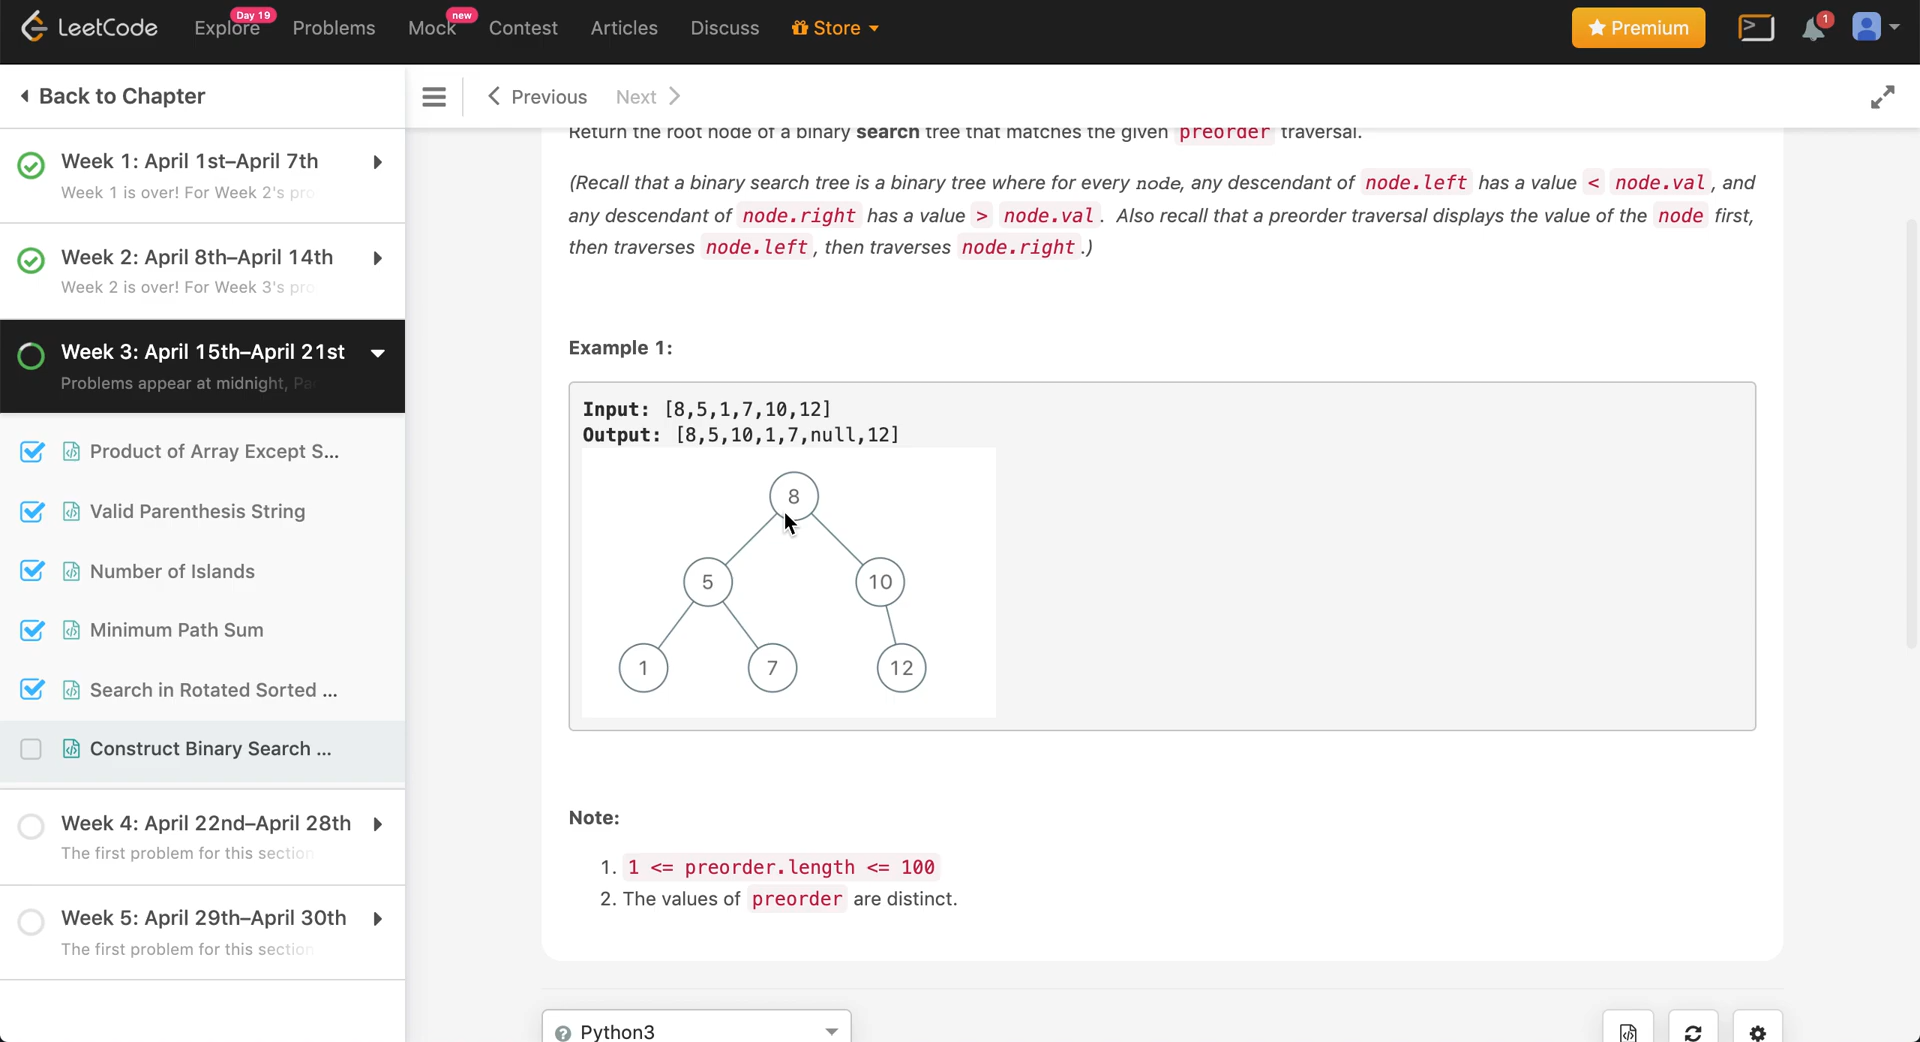 LeetCode
Explore Day 19 Problems Mock new Contest Articles Discuss Store Premium 1
Back to Chapter
Previous Next
Week 1: April 1st–April 7th
Week 1 is over! For Week 2's pro
Week 2: April 8th–April 14th
Week 2 is over! For Week 3's pro
Week 3: April 15th–April 21st
Problems appear at midnight, Pa
Product of Array Except S...
Valid Parenthesis String
Number of Islands
Minimum Path Sum
Search in Rotated Sorted ...
Construct Binary Search ...
Week 4: April 22nd–April 28th
The first problem for this section
Week 5: April 29th–April 30th
The first problem for this section
Return the root node of a binary search tree that matches the given preorder traversal.
(Recall that a binary search tree is a binary tree where for every node, any descendant of node.left has a value < node.val, and
any descendant of node.right has a value > node.val. Also recall that a preorder traversal displays the value of the node first,
then traverses node.left, then traverses node.right.)
Example 1:
Input: [8,5,1,7,10,12]
Output: [8,5,10,1,7,null,12]
8
5 10
1 7 12
Note:
1. 1 <= preorder.length <= 100
2. The values of preorder are distinct.
Python3